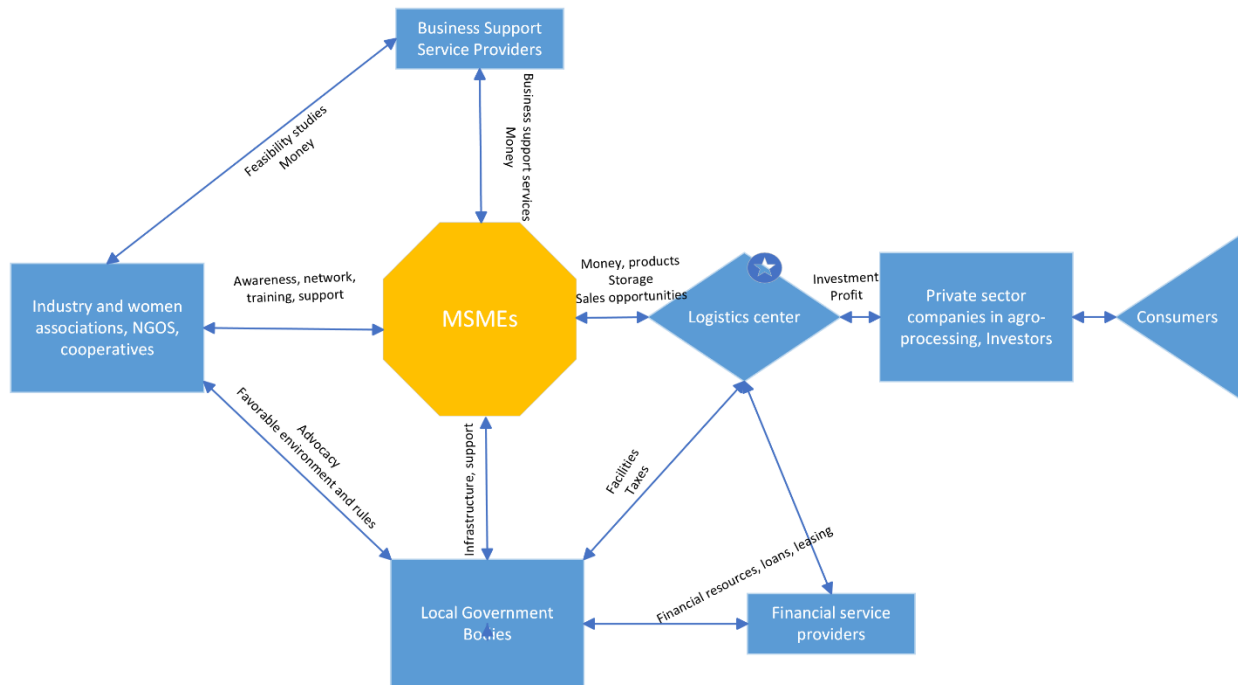 Business Support
Service Providers
Feasibility studies
Money
Business support services
Money
Industry and women
associations, NGOS,
cooperatives
Awareness, network,
training, support
MSMEs
Money, products
Storage
Sales opportunities
Logistics center
Investment
Profit
Private sector
companies in agro-
processing, Investors
Consumers
Advocacy
Favorable environment and rules
Infrastructure, support
Facilities
Taxes
Financial resources, loans, leasing
Local Government
Bodies
Financial service
providers